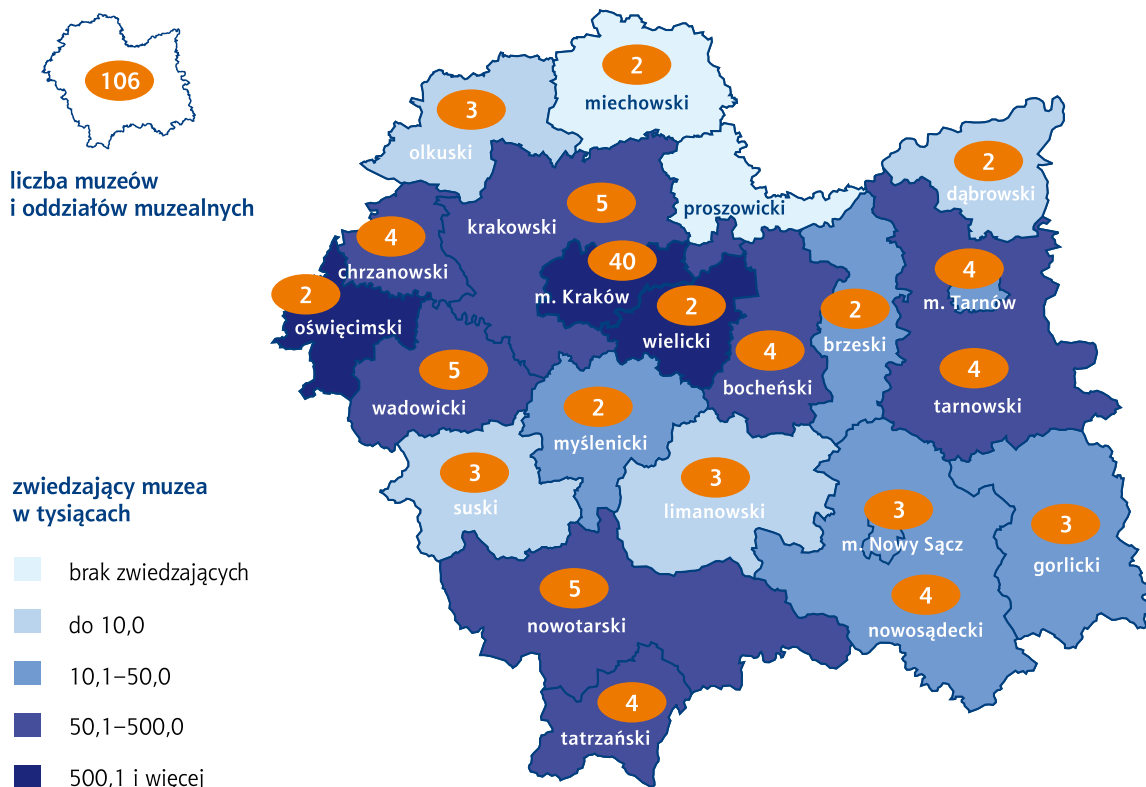 106
liczba muzeów
i oddziałów muzealnych
2
miechowski
3
olkuski
2
dąbrowski
5
krakowski
proszowicki
4
chrzanowski
40
m. Kraków
4
m. Tarnów
2
oświęcimski
2
wielicki
2
brzeski
4
bocheński
5
wadowicki
4
tarnowski
2
myślenicki
3
suski
3
limanowski
3
m. Nowy Sącz
3
gorlicki
5
nowotarski
4
nowosądecki
4
tatrzański
zwiedzający muzea
w tysiącach
brak zwiedzających
do 10,0
10,1–50,0
50,1–500,0
500,1 i więcej